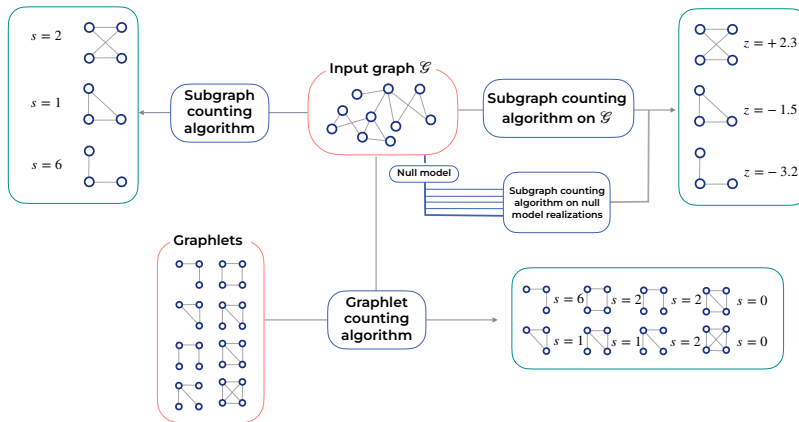 s = 2
s = 1
s = 6
Subgraph
counting
algorithm
Input graph 𝒢
Subgraph counting
algorithm on 𝒢
z = + 2.3
z = − 1.5
z = − 3.2
Null model
Subgraph counting
algorithm on null
model realizations
Graphlets
Graphlet
counting
algorithm
s = 6 s = 2 s = 2 s = 0
s = 1 s = 1 s = 2 s = 0